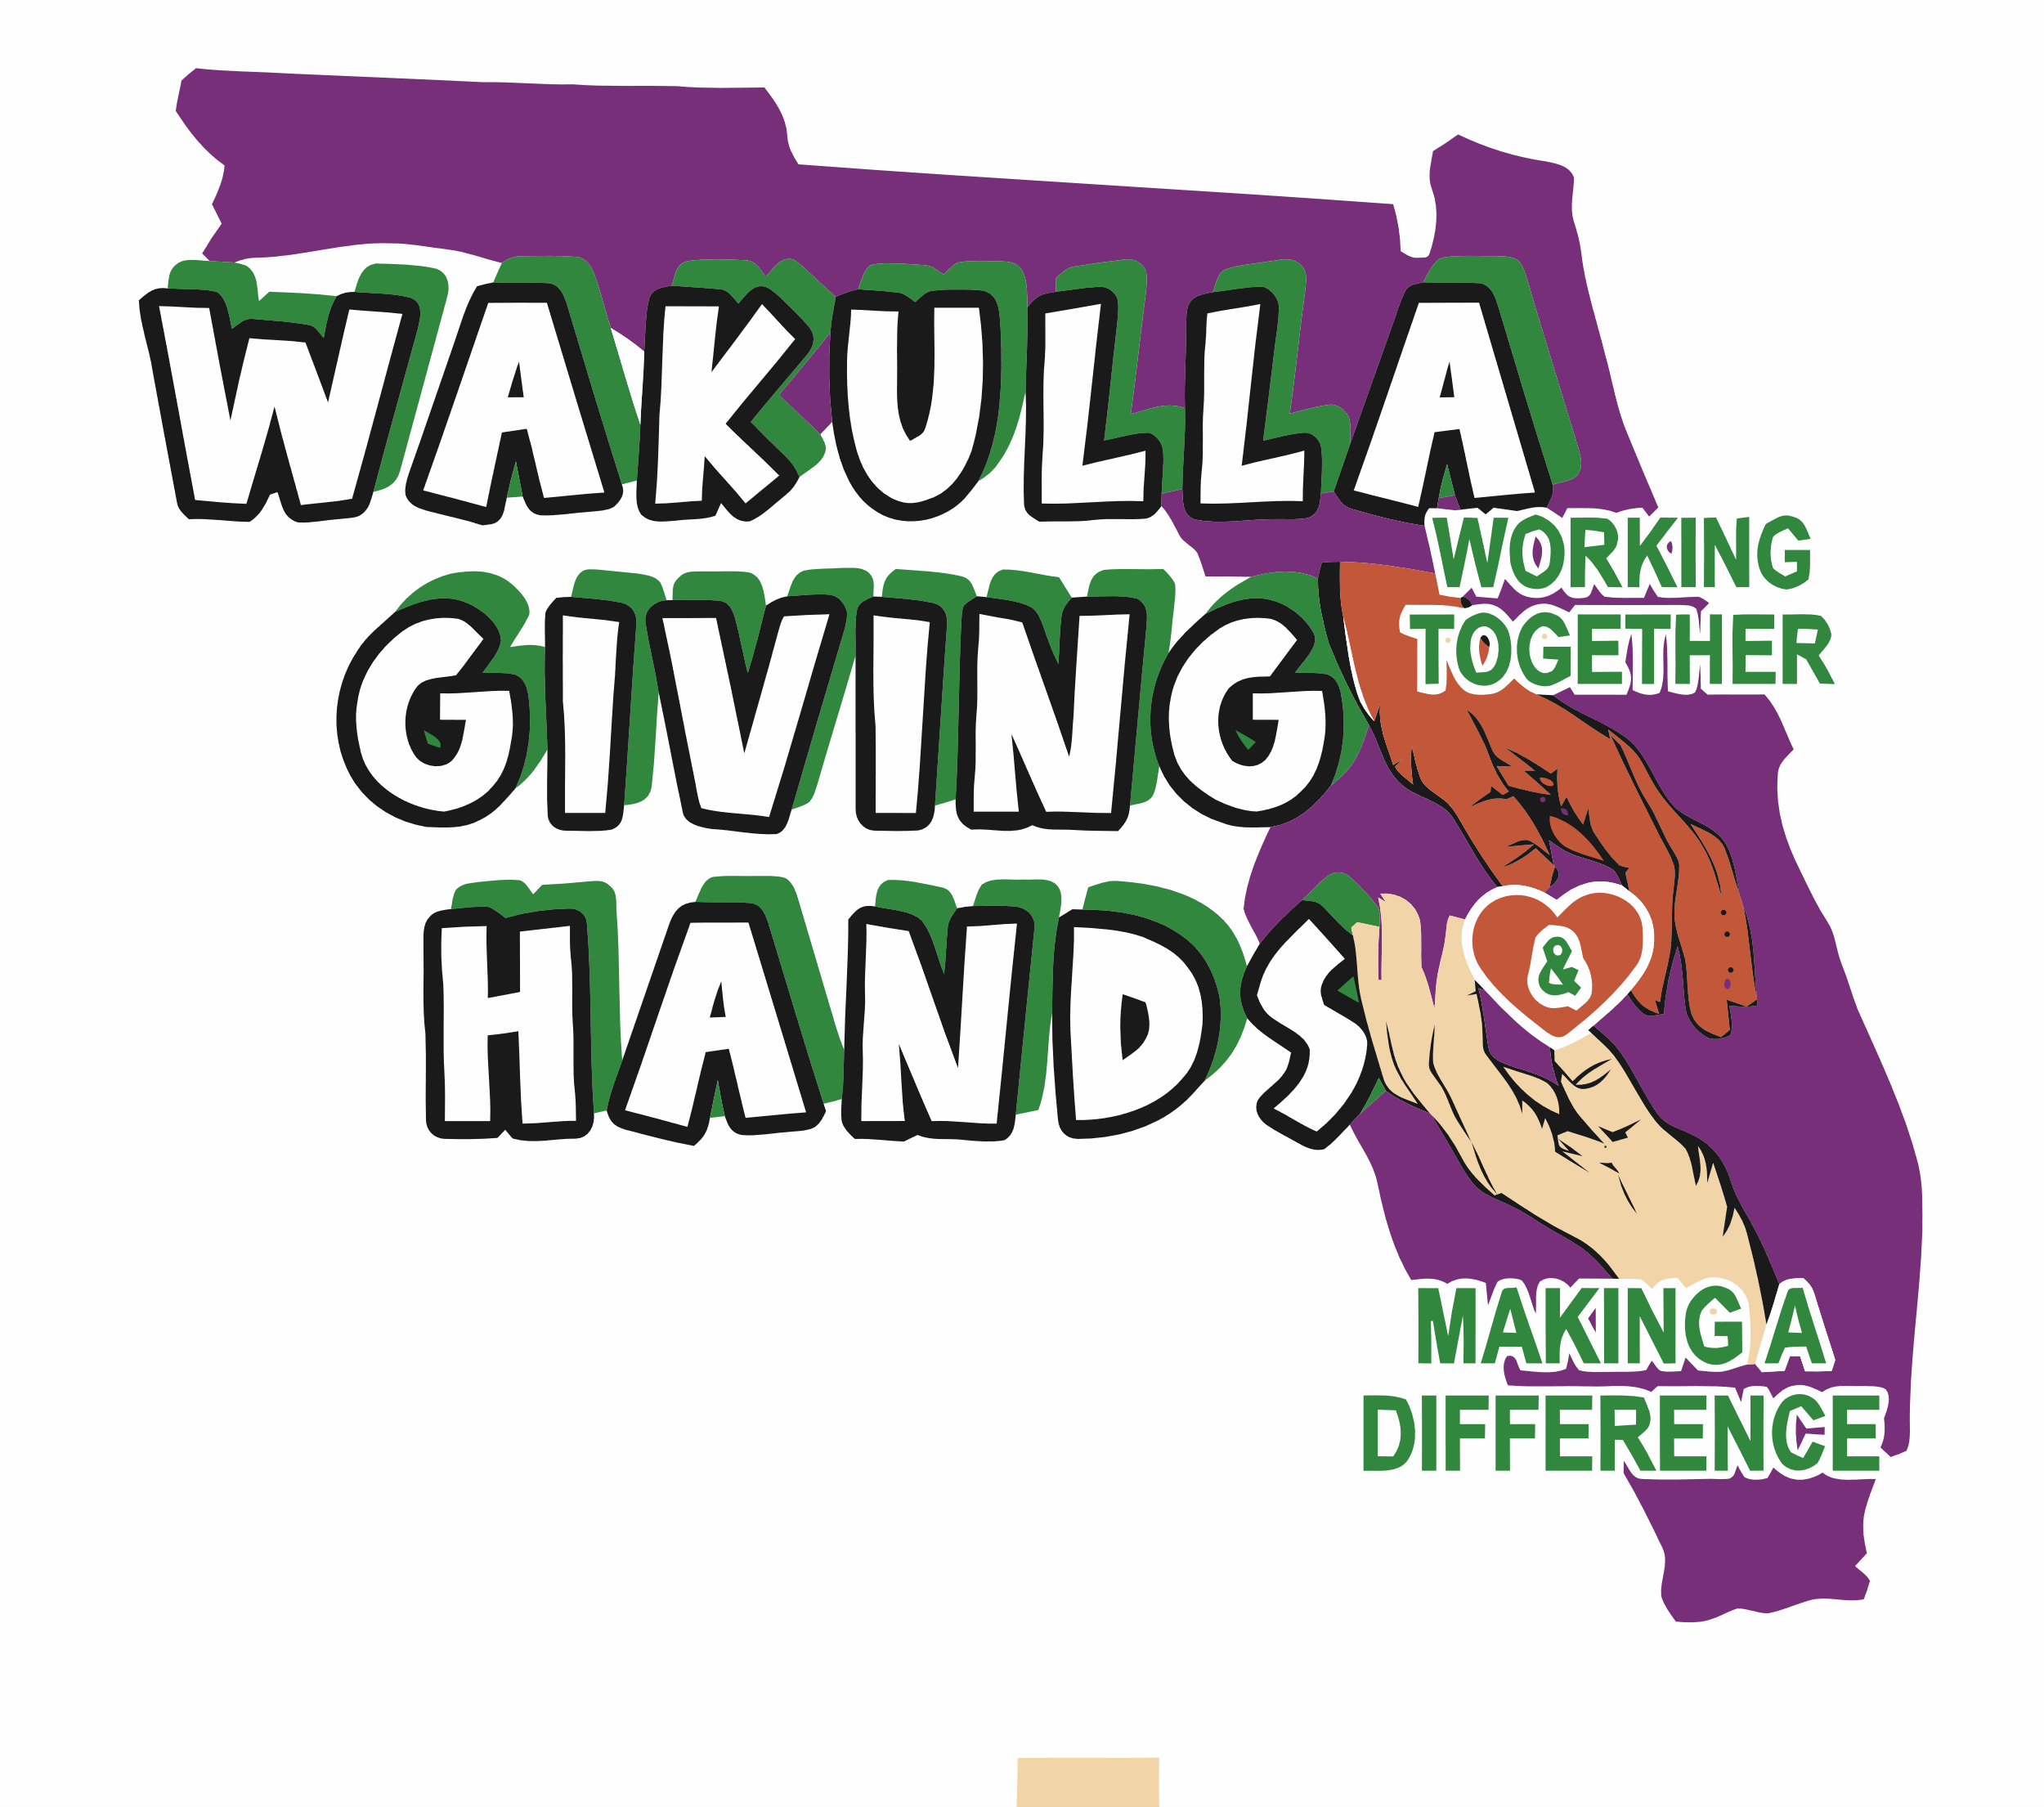 WAKULLA
GIVING
HANDS
WORKING
TOGETHER
&
MAKING A
DIFFERENCE